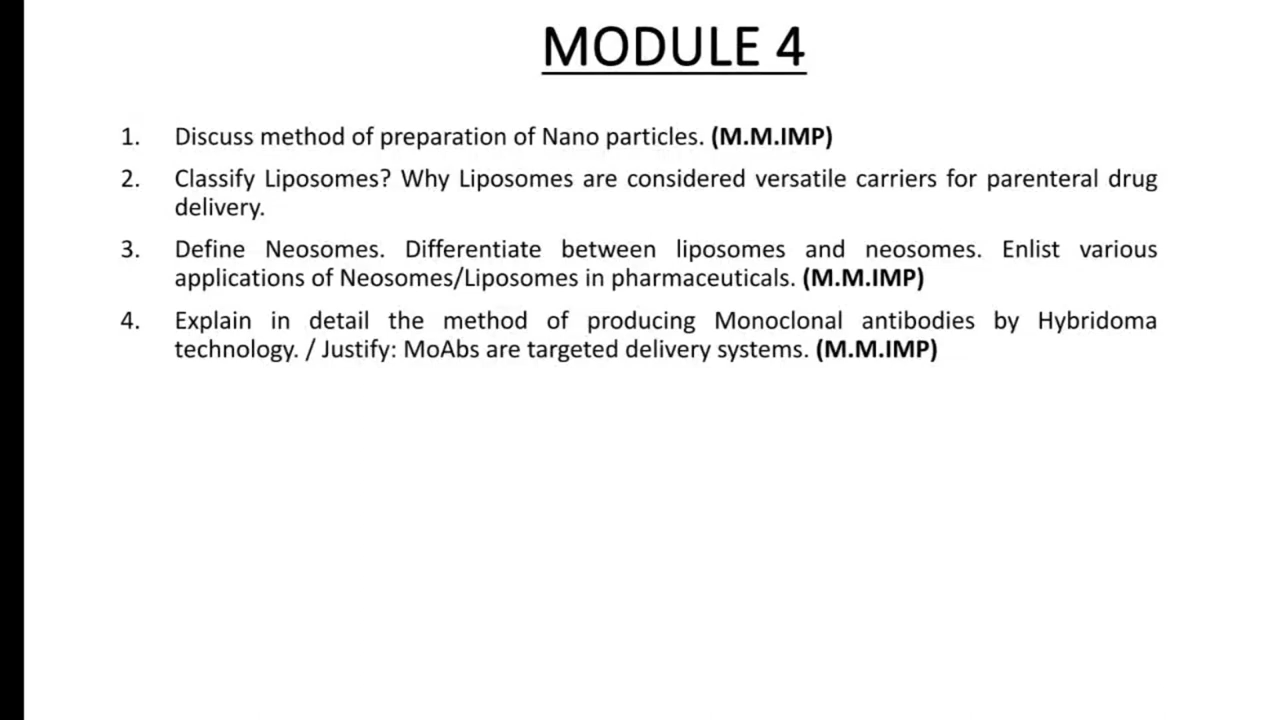 MODULE 4
1. Discuss method of preparation of Nano particles. (M.M.IMP)
2. Classify Liposomes? Why Liposomes are considered versatile carriers for parenteral drug
delivery.
3. Define Neosomes. Differentiate between liposomes and neosomes. Enlist various
applications of Neosomes/Liposomes in pharmaceuticals. (M.M.IMP)
4. Explain in detail the method of producing Monoclonal antibodies by Hybridoma
technology. / Justify: MoAbs are targeted delivery systems. (M.M.IMP)